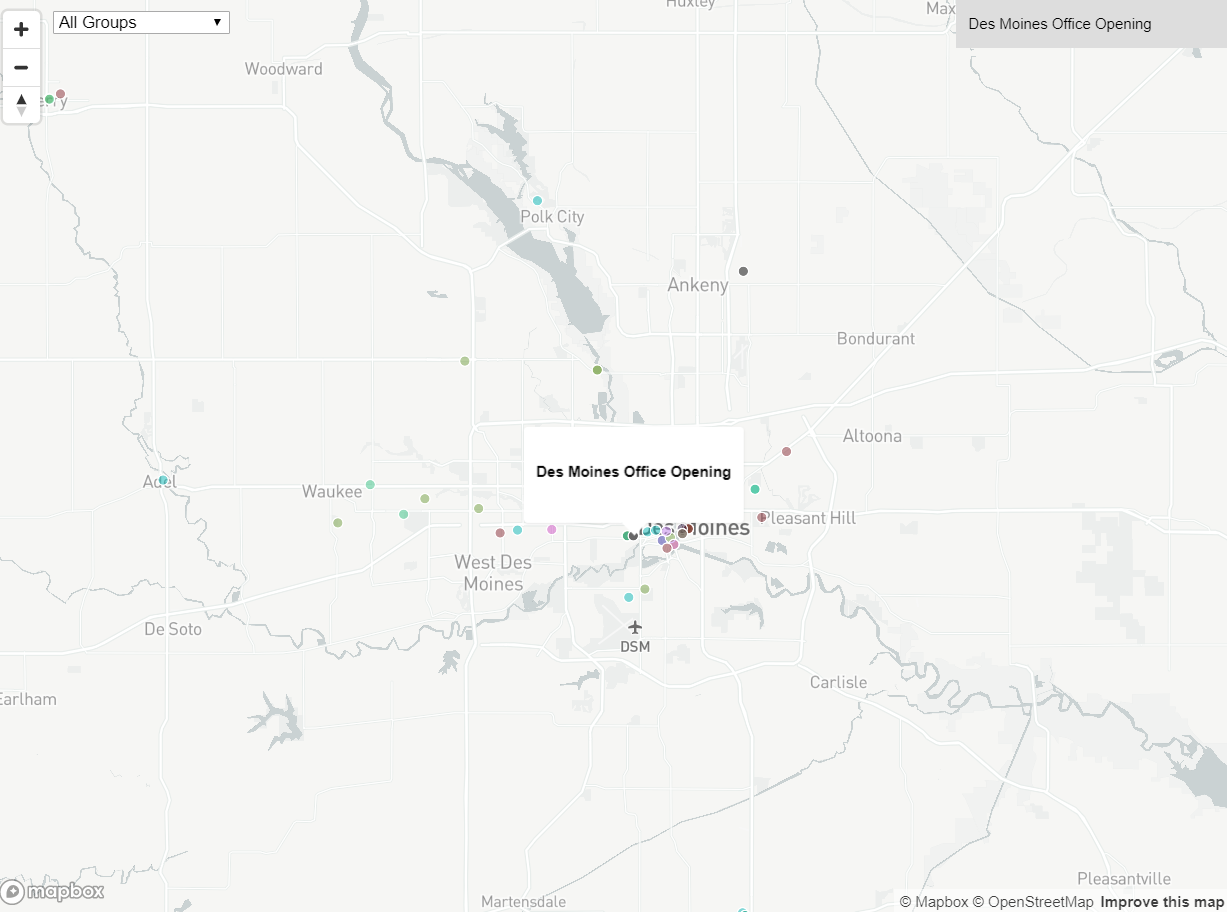 Huxley
All Groups
Des Moines Office Opening
Woodward
Polk City
Ankeny
Bondurant
Altoona
Des Moines Office Opening
Adel
Waukee
Des Moines
Pleasant Hill
West Des
Moines
De Soto
DSM
Carlisle
Earlham
Pleasantville
mapbox
Martensdale
© Mapbox © OpenStreetMap Improve this map